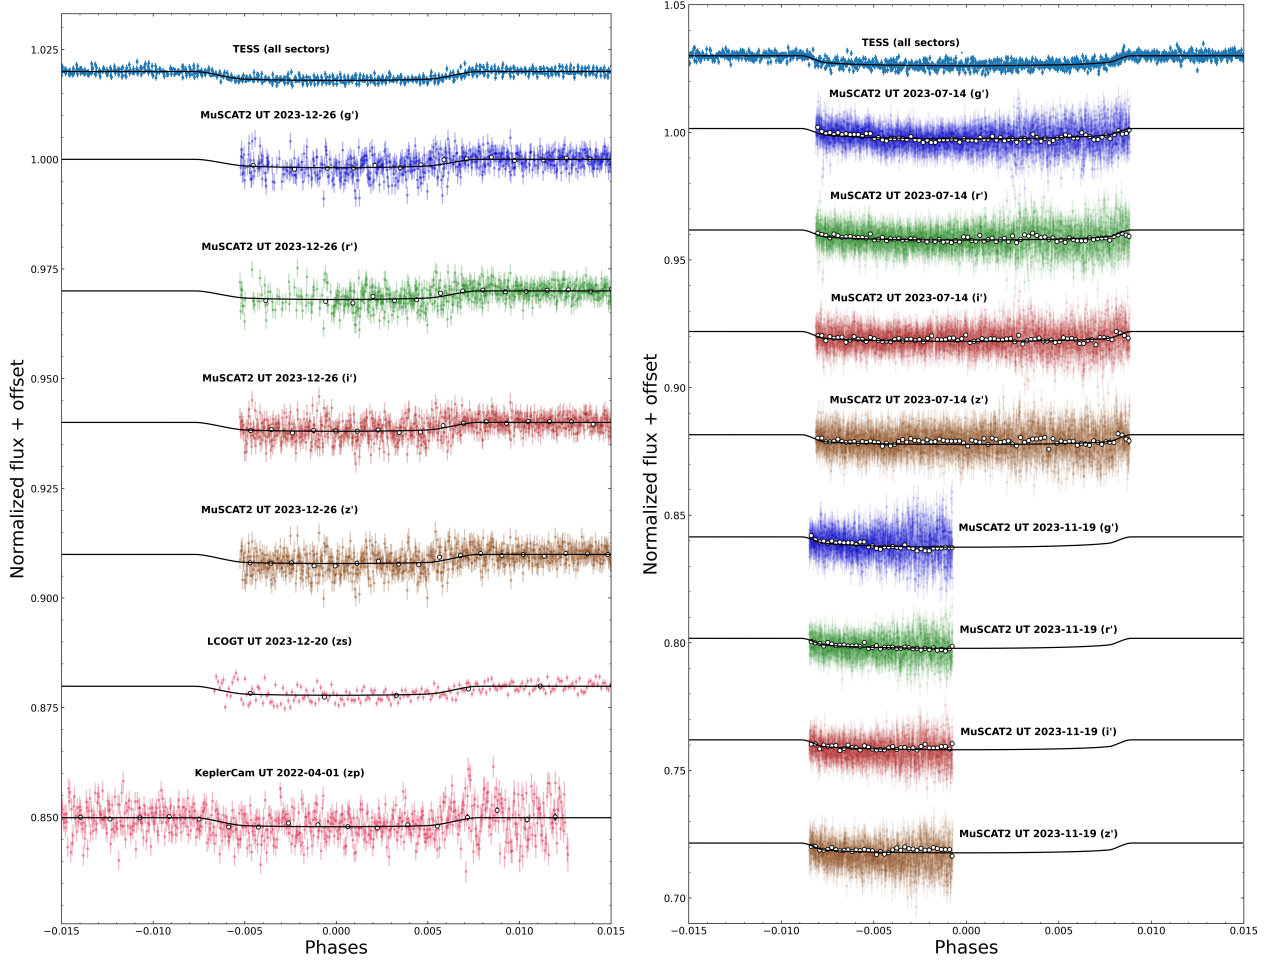 TESS (all sectors)
MuSCAT2 UT 2023-12-26 (g')
MuSCAT2 UT 2023-12-26 (r')
MuSCAT2 UT 2023-12-26 (i')
MuSCAT2 UT 2023-12-26 (z')
LCOGT UT 2023-12-20 (zs)
KeplerCam UT 2022-04-01 (zp)
1.025
1.000
0.975
0.950
0.925
0.900
0.875
0.850
Normalized flux + offset
−0.015 −0.010 −0.005 0.000 0.005 0.010 0.015
Phases
TESS (all sectors)
MuSCAT2 UT 2023-07-14 (g')
MuSCAT2 UT 2023-07-14 (r')
MuSCAT2 UT 2023-07-14 (i')
MuSCAT2 UT 2023-07-14 (z')
MuSCAT2 UT 2023-11-19 (g')
MuSCAT2 UT 2023-11-19 (r')
MuSCAT2 UT 2023-11-19 (i')
MuSCAT2 UT 2023-11-19 (z')
1.05
1.00
0.95
0.90
0.85
0.80
0.75
0.70
Normalized flux + offset
−0.015 −0.010 −0.005 0.000 0.005 0.010 0.015
Phases